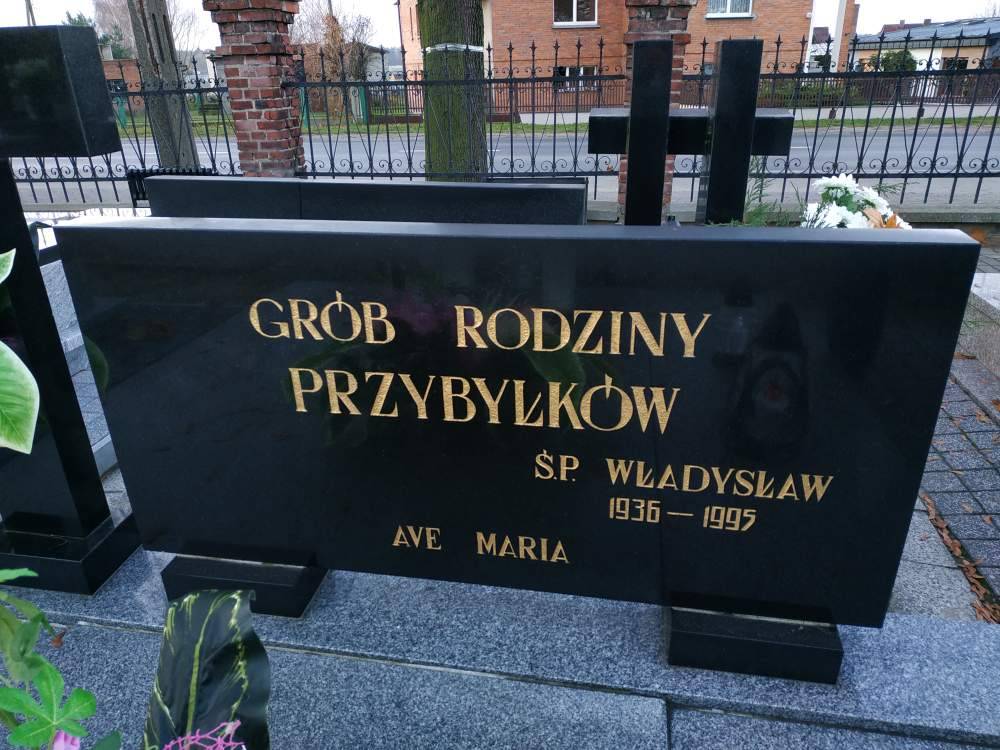 GRÓB RODZINY
PRZYBYŁKÓW
Ś.P. WŁADYSŁAW
1936 — 1995
AVE MARIA